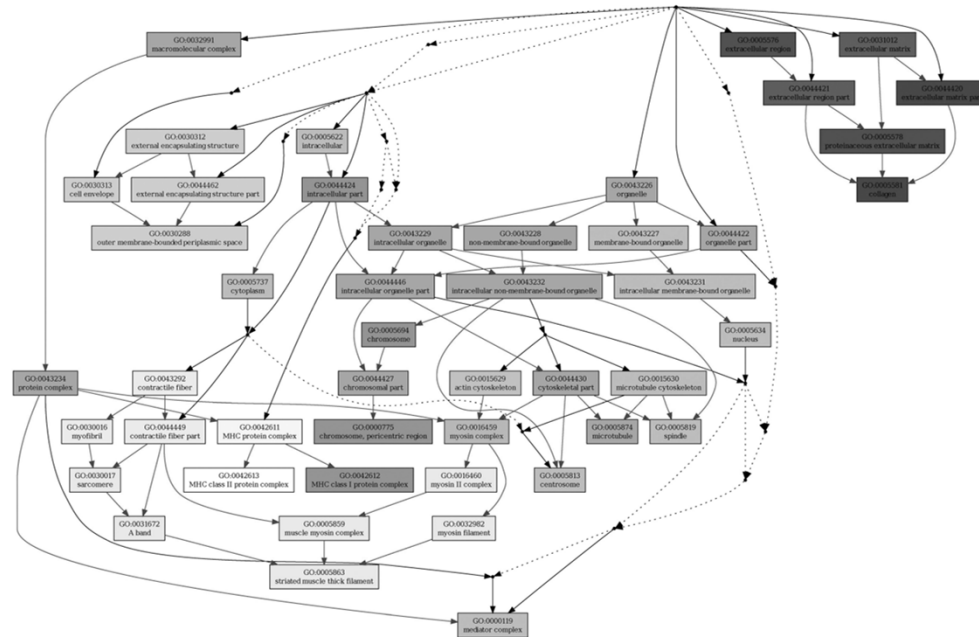 GO:0032991
macromolecular complex
GO:0005576
extracellular region
GO:0031012
extracellular matrix
GO:0044421
extracellular region part
GO:0044420
extracellular matrix part
GO:0030312
external encapsulating structure
GO:0005622
intracellular
GO:0005578
proteinaceous extracellular matrix
GO:0030313
cell envelope
GO:0044462
external encapsulating structure part
GO:0044424
intracellular part
GO:0043226
organelle
GO:0005581
collagen
GO:0030288
outer membrane-bounded periplasmic space
GO:0043229
intracellular organelle
GO:0043228
non-membrane-bound organelle
GO:0043227
membrane-bound organelle
GO:0044422
organelle part
GO:0005737
cytoplasm
GO:0044446
intracellular organelle part
GO:0043232
intracellular non-membrane-bound organelle
GO:0043231
intracellular membrane-bound organelle
GO:0005694
chromosome
GO:0005634
nucleus
GO:0043234
protein complex
GO:0043292
contractile fiber
GO:0044427
chromosomal part
GO:0015629
actin cytoskeleton
GO:0044430
cytoskeletal part
GO:0015630
microtubule cytoskeleton
GO:0030016
myofibril
GO:0044449
contractile fiber part
GO:0042611
MHC protein complex
GO:0000775
chromosome, pericentric region
GO:0016459
myosin complex
GO:0005874
microtubule
GO:0005819
spindle
GO:0030017
sarcomere
GO:0042613
MHC class II protein complex
GO:0042612
MHC class I protein complex
GO:0016460
myosin II complex
GO:0005813
centrosome
GO:0031672
A band
GO:0005859
muscle myosin complex
GO:0032982
myosin filament
GO:0005863
striated muscle thick filament
GO:0000119
mediator complex